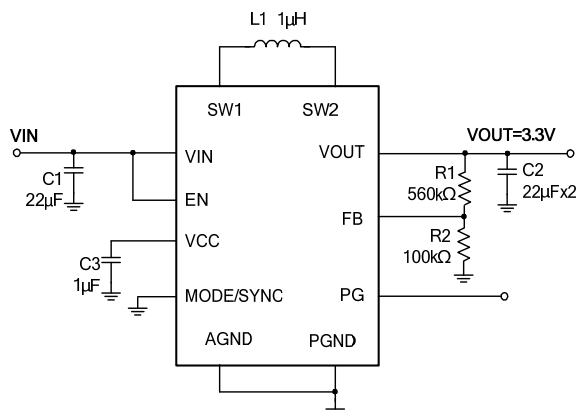 L1 1µH
SW1 SW2
VIN
VOUT=3.3V
VIN
VOUT
C1
22µF
R1
560kΩ
C2
22µFx2
EN
FB
VCC
R2
100kΩ
C3
1µF
MODE/SYNC
PG
AGND
PGND